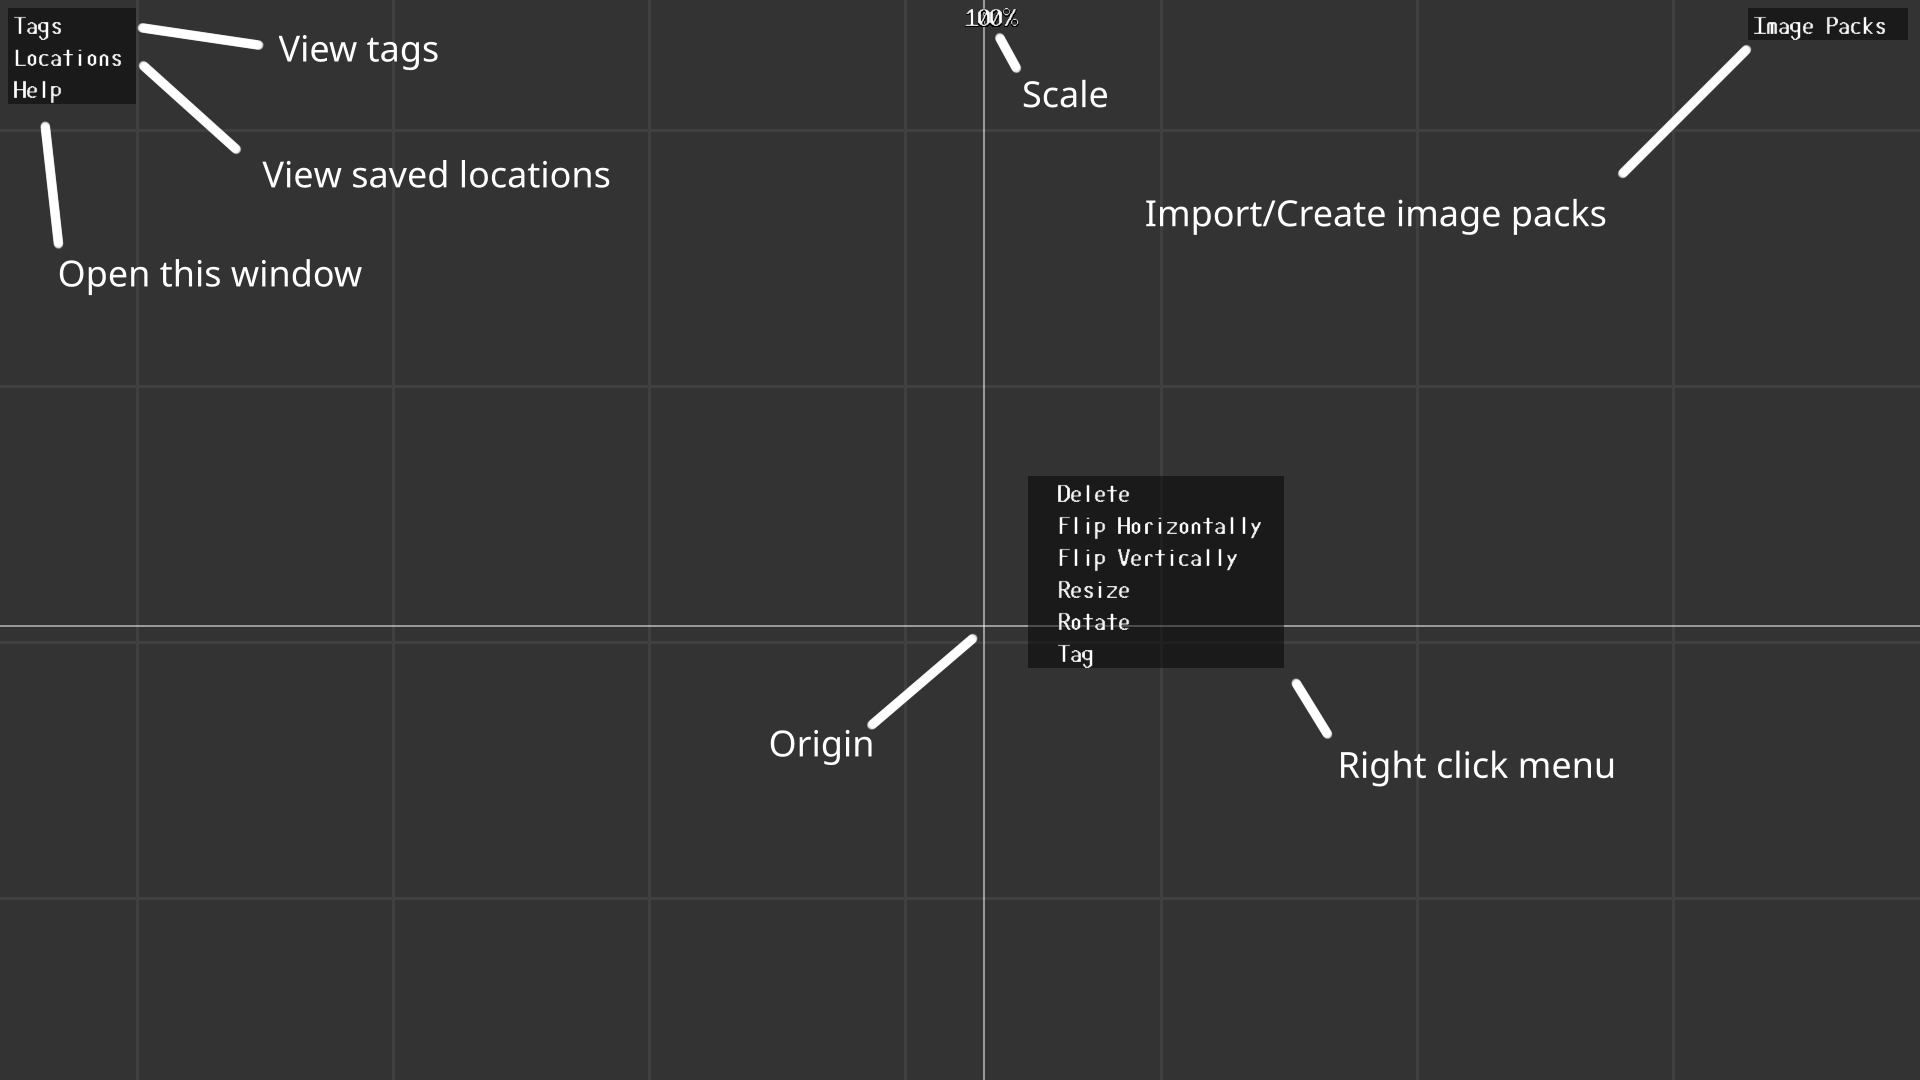 Tags
Locations
Help
View tags
View saved locations
Open this window
100%
Scale
Image Packs
Import/Create image packs
Delete
Flip Horizontally
Flip Vertically
Resize
Rotate
Tag
Origin
Right click menu